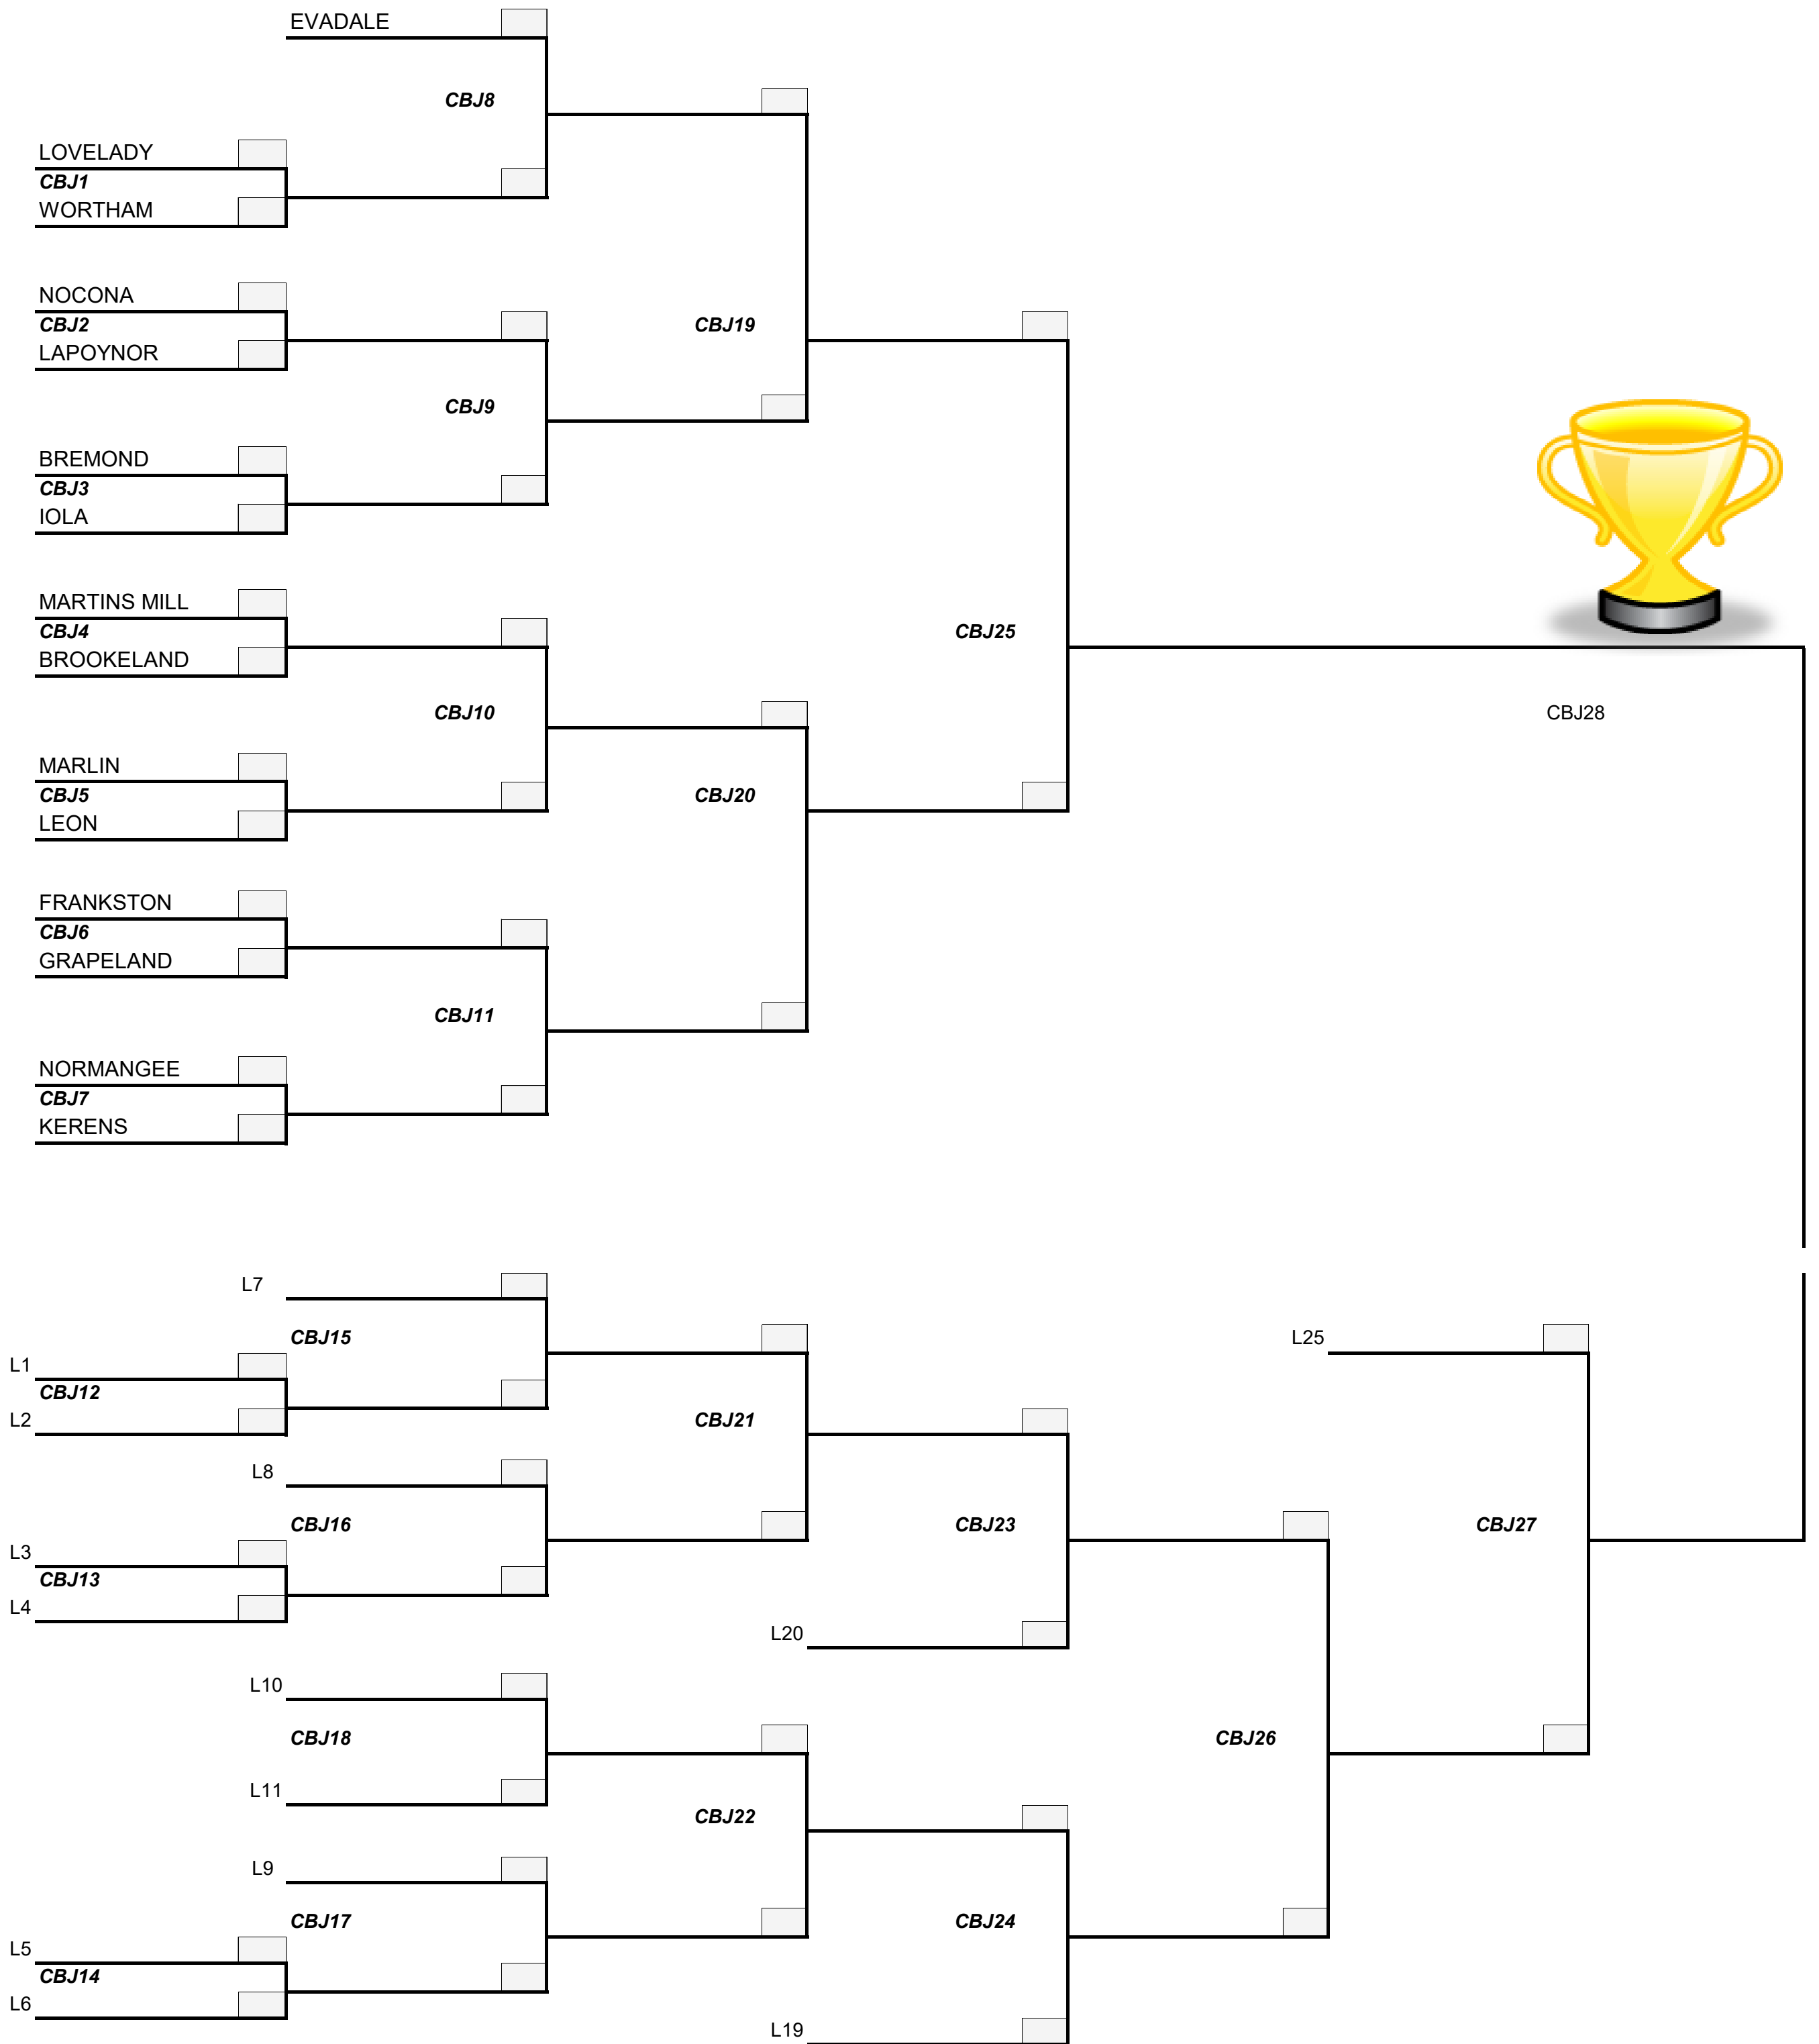 EVADALE
CBJ8
LOVELADY
CBJ1
WORTHAM
NOCONA
CBJ2
CBJ19
LAPOYNOR
CBJ9
BREMOND
CBJ3
IOLA
MARTINS MILL
CBJ4
CBJ25
BROOKELAND
CBJ10
CBJ28
MARLIN
CBJ5
CBJ20
LEON
FRANKSTON
CBJ6
GRAPELAND
CBJ11
NORMANGEE
CBJ7
KERENS
L7
CBJ15
L25
L1
CBJ12
L2
CBJ21
L8
CBJ16
CBJ23
CBJ27
L3
CBJ13
L4
L20
L10
CBJ18
CBJ26
L11
CBJ22
L9
CBJ17
CBJ24
L5
CBJ14
L6
L19